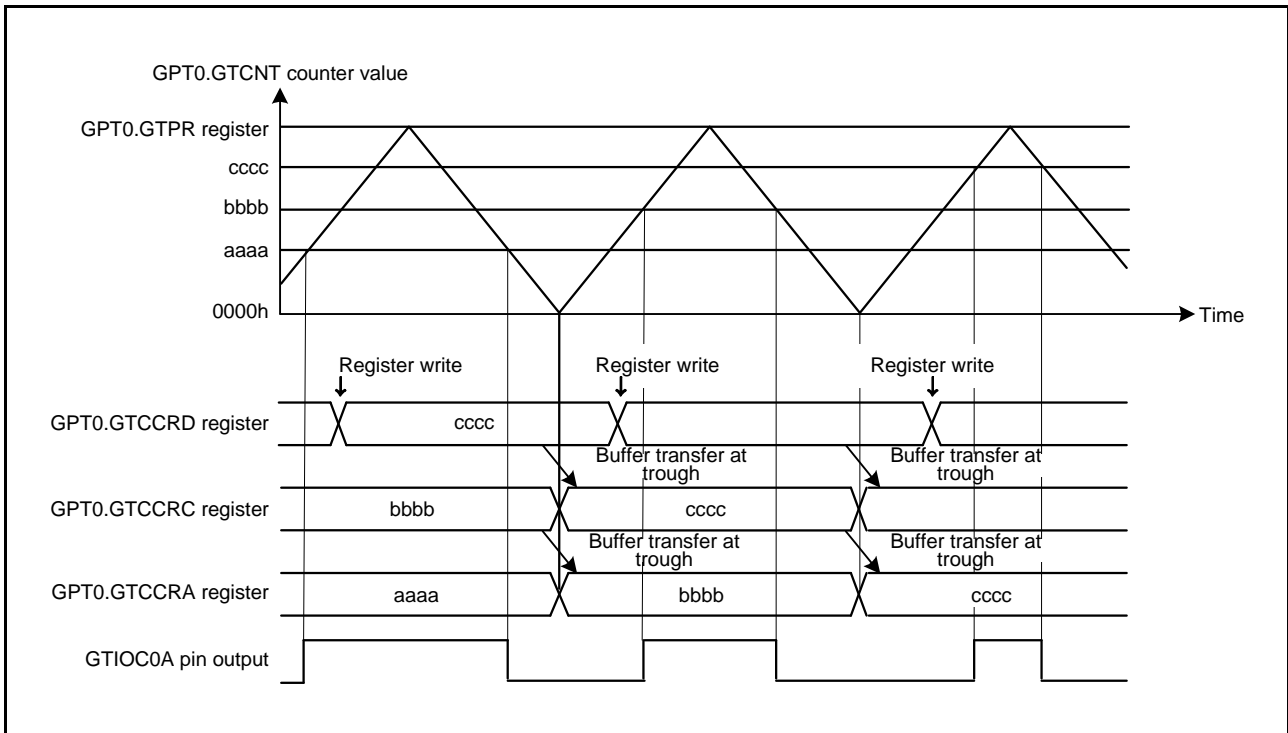 GPT0.GTCNT counter value
GPT0.GTPR register
cccc
bbbb
aaaa
0000h
Time
Register write
Register write
Register write
GPT0.GTCCRD register
cccc
Buffer transfer at
trough
Buffer transfer at
trough
GPT0.GTCCRC register
bbbb
cccc
Buffer transfer at
trough
Buffer transfer at
trough
GPT0.GTCCRA register
aaaa
bbbb
cccc
GTIOC0A pin output